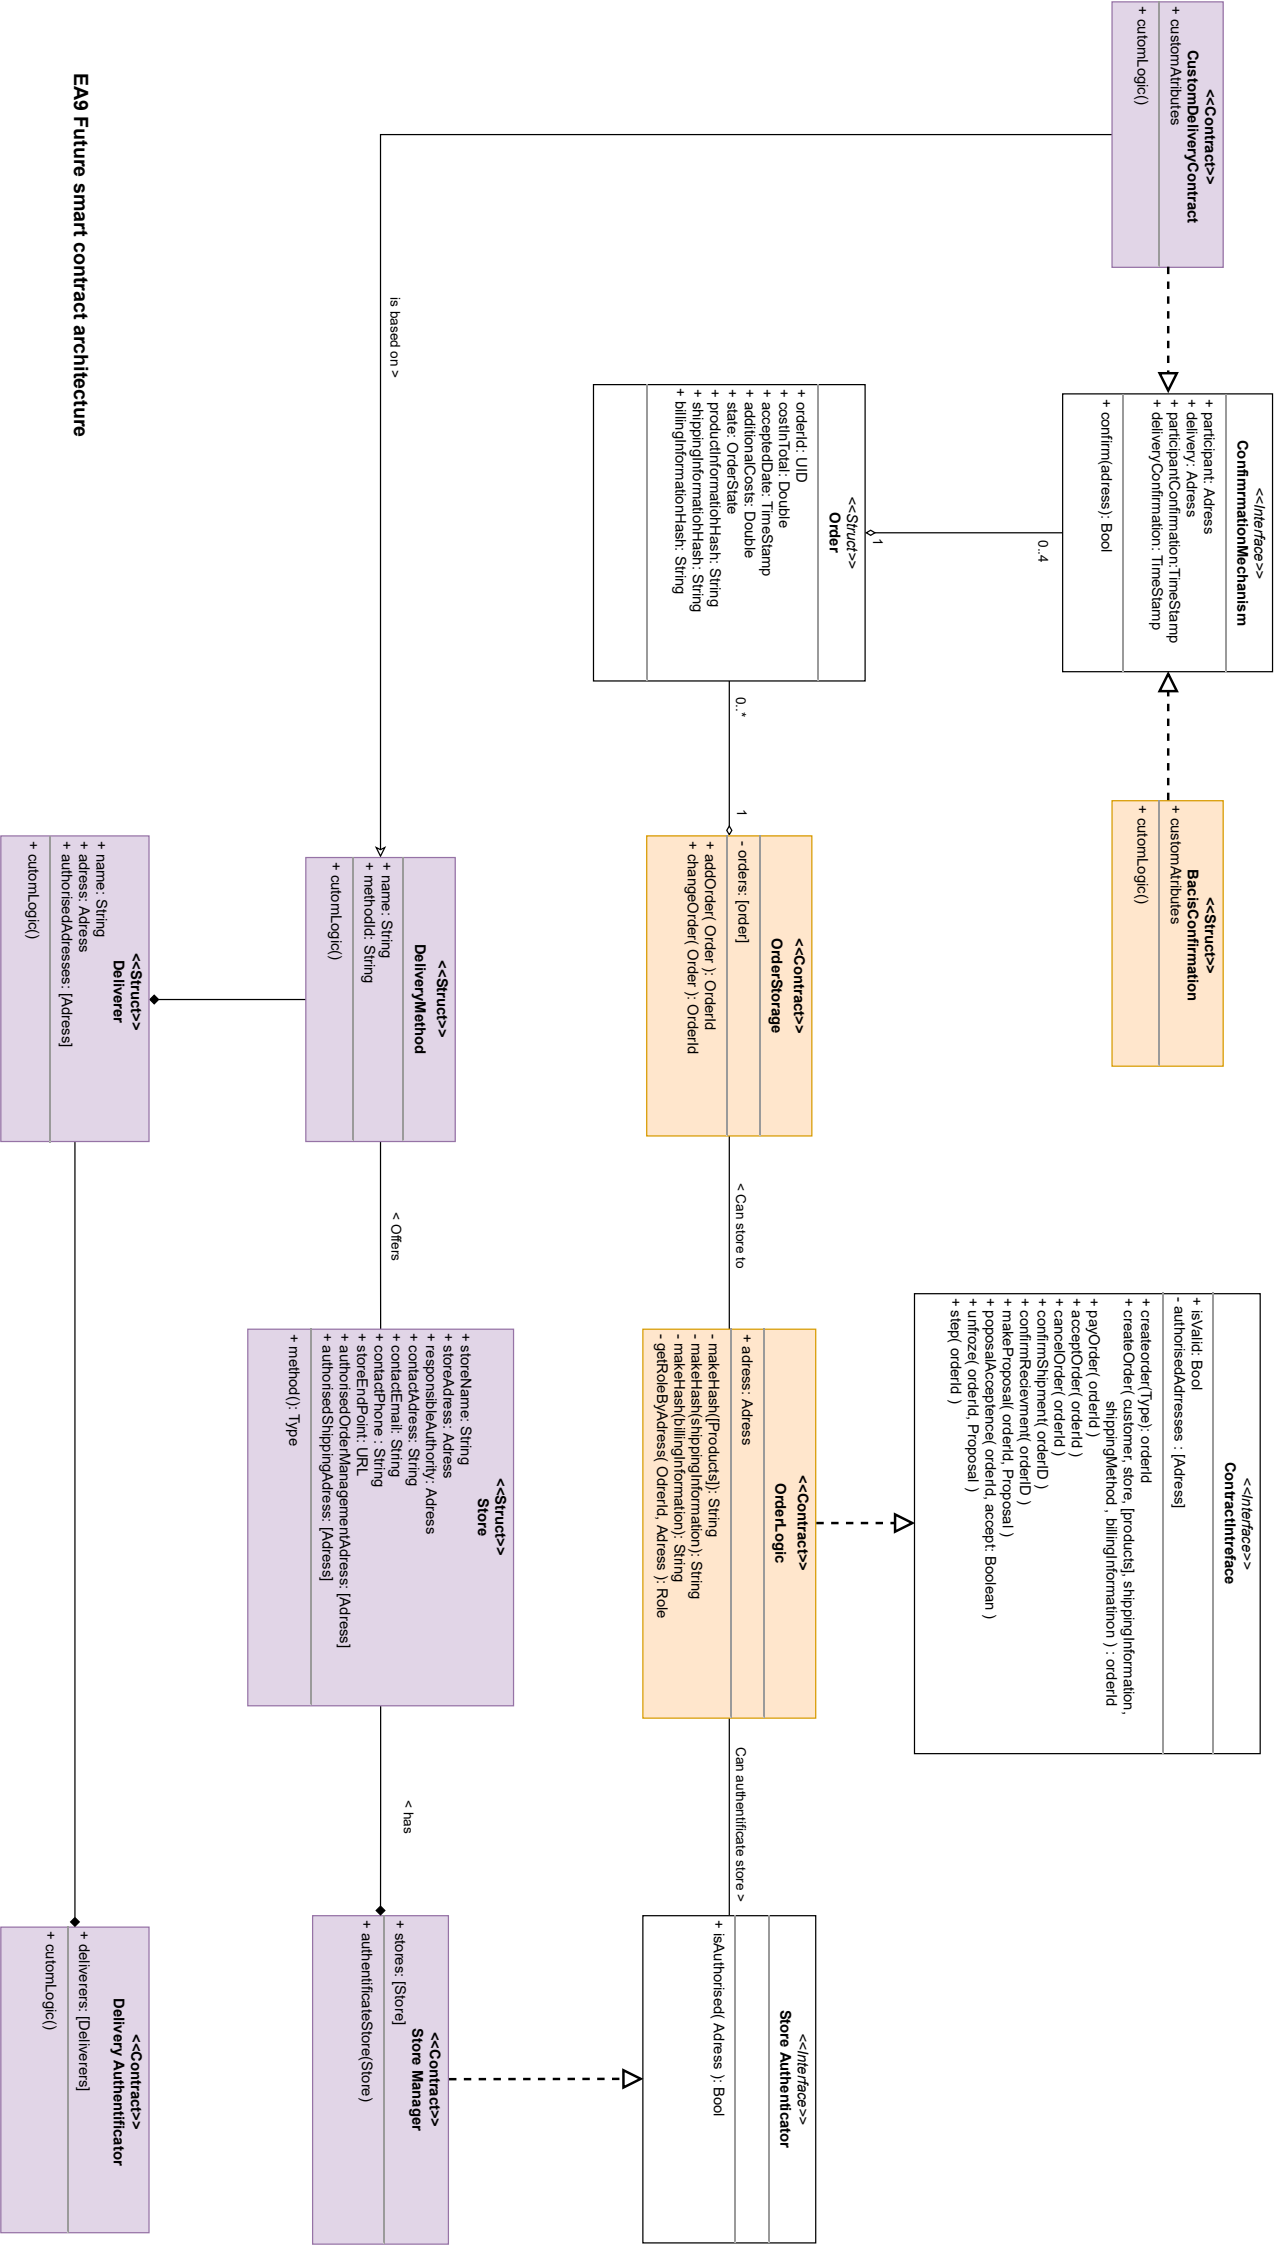 <<Contract>>
CustomDeliveryContract
+ customAtributes
+ cutomLogic()
<<Interface>>
ConfimrmationMechanism
+ participant: Adress
+ delivery: Adress
+ participantConfirmation:TimeStamp
+ deliveryConfirmation: TimeStamp
+ confirm(adress): Bool
<<Struct>>
BacisConfirmation
+ customAtributes
+ cutomLogic()
<<Interface>>
ContractIntreface
+ isValid: Bool
- authorisedAdrresses : [Adress]
+ createorder(Type): orderId
+ createOrder( customer, store, [products], shippingInformation,
shippingMethod , billingInformatinon ) : orderId
+ payOrder( orderId )
+ acceptOrder( orderId )
+ cancelOrder( orderId )
+ confirmShipment( orderID )
+ confirmRecievment( orderID )
+ makeProposal( orderId, Proposal )
+ poposalAcceptence( orderId, accept: Boolean )
+ unfroze( orderId, Proposal )
+ step( orderId )
0..4
1
<<Struct>>
Order
+ orderId: UID
+ costInTotal: Double
+ acceptedDate: TimeStamp
+ additionalCosts: Double
+ state: OrderState
+ productInformatiohHash: String
+ shippingInformatiohHash: String
+ billingInformationHash: String
0..*
1
<<Contract>>
OrderStorage
- orders: [order]
+ addOrder( Order ): OrderId
+ changeOrder( Order ): OrderId
< Can store to
<<Contract>>
OrderLogic
+ adress: Adress
- makeHash([Products]): String
- makeHash(shippingInformation): String
- makeHash(billingInformation): String
- getRoleByAdress( OdrerId, Adress ): Role
Can authentificate store >
<<Interface>>
Store Authenticator
+ isAuthorised( Adress ): Bool
is based on >
<<Struct>>
DeliveryMethod
+ name: String
+ methodId: String
+ cutomLogic()
< Offers
<<Struct>>
Store
+ storeName: String
+ storeAdress: Adress
+ responsibleAuthority: Adress
+ contactAdress: String
+ contactEmail: String
+ contactPhone : String
+ storeEndPoint: URL
+ authorisedOrderManagementAdress: [Adress]
+ authorisedShippingAdress: [Adress]
+ method(): Type
< has
<<Contract>>
Store Manager
+ stores: [Store]
+ authentificateStore(Store)
<<Struct>>
Deliverer
+ name: String
+ adress: Adress
+ authorisedAdresses: [Adress]
+ cutomLogic()
<<Contract>>
Delivery Authentificator
+ deliverers: [Deliverers]
+ cutomLogic()
EA9 Future smart contract architecture